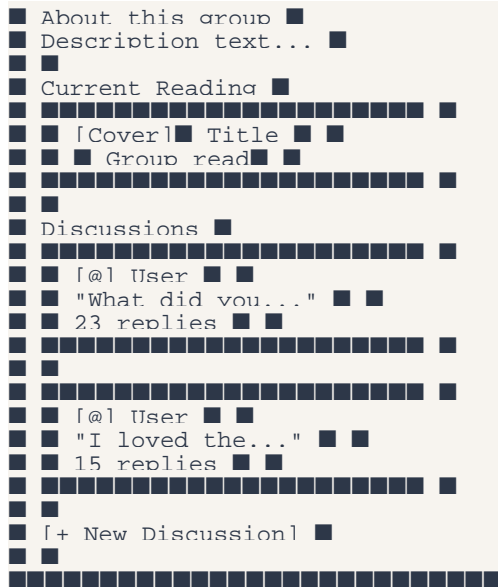 ■ About this group ■
■ Description text... ■
■ ■
■ Current Reading ■
■ ■■■■■■■■■■■■■■■■■■■■■ ■
■ ■ [Cover]■ Title ■ ■
■ ■ ■ Group read■ ■
■ ■■■■■■■■■■■■■■■■■■■■■ ■
■ ■
■ Discussions ■
■ ■■■■■■■■■■■■■■■■■■■■■ ■
■ ■ [@] User ■ ■
■ ■ "What did you..." ■ ■
■ ■ 23 replies ■ ■
■ ■■■■■■■■■■■■■■■■■■■■■ ■
■ ■
■ ■■■■■■■■■■■■■■■■■■■■■ ■
■ ■ [@] User ■ ■
■ ■ "I loved the..." ■ ■
■ ■ 15 replies ■ ■
■ ■■■■■■■■■■■■■■■■■■■■■ ■
■ ■
■ [+ New Discussion] ■
■ ■
■■■■■■■■■■■■■■■■■■■■■■■■■■■